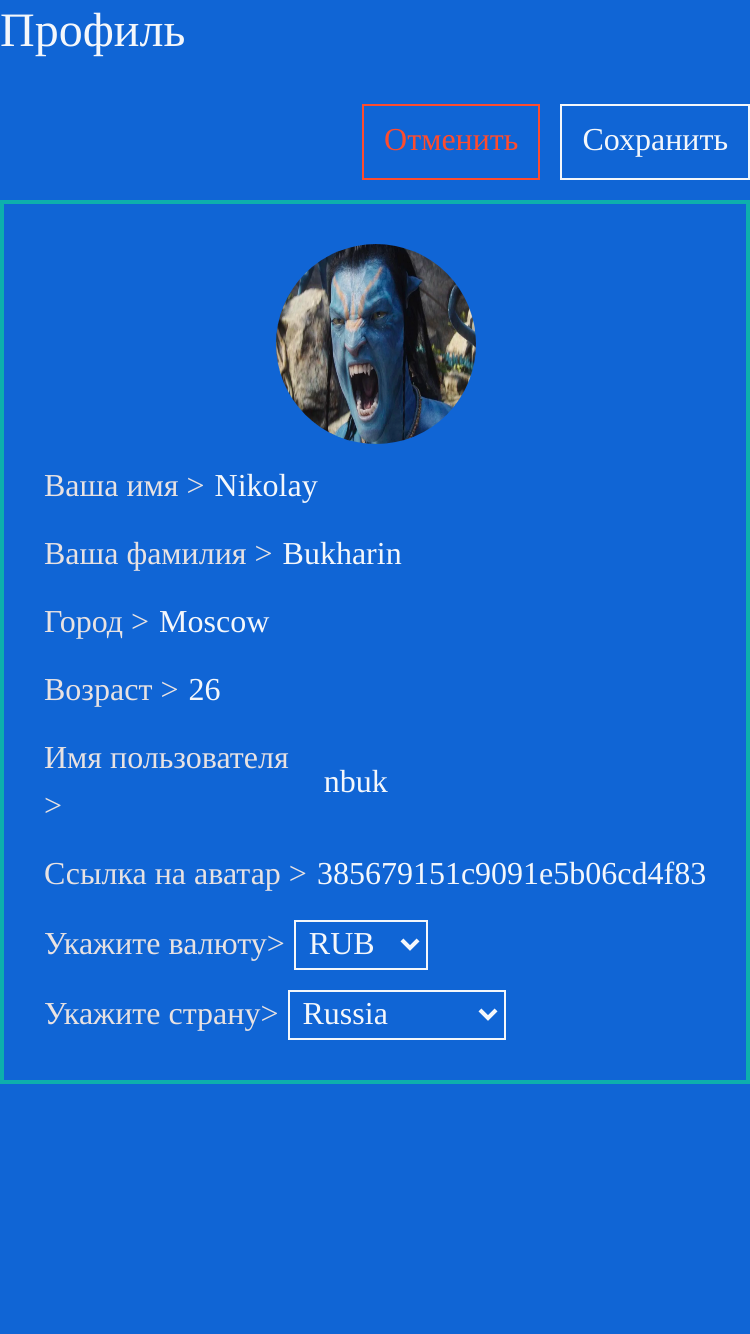 Профиль
Отменить Сохранить
Ваша имя > Nikolay
Ваша фамилия > Bukharin
Город > Moscow
Возраст > 26
Имя пользователя
> nbuk
Ссылка на аватар > 385679151c9091e5b06cd4f83
Укажите валюту> RUB
Укажите страну> Russia